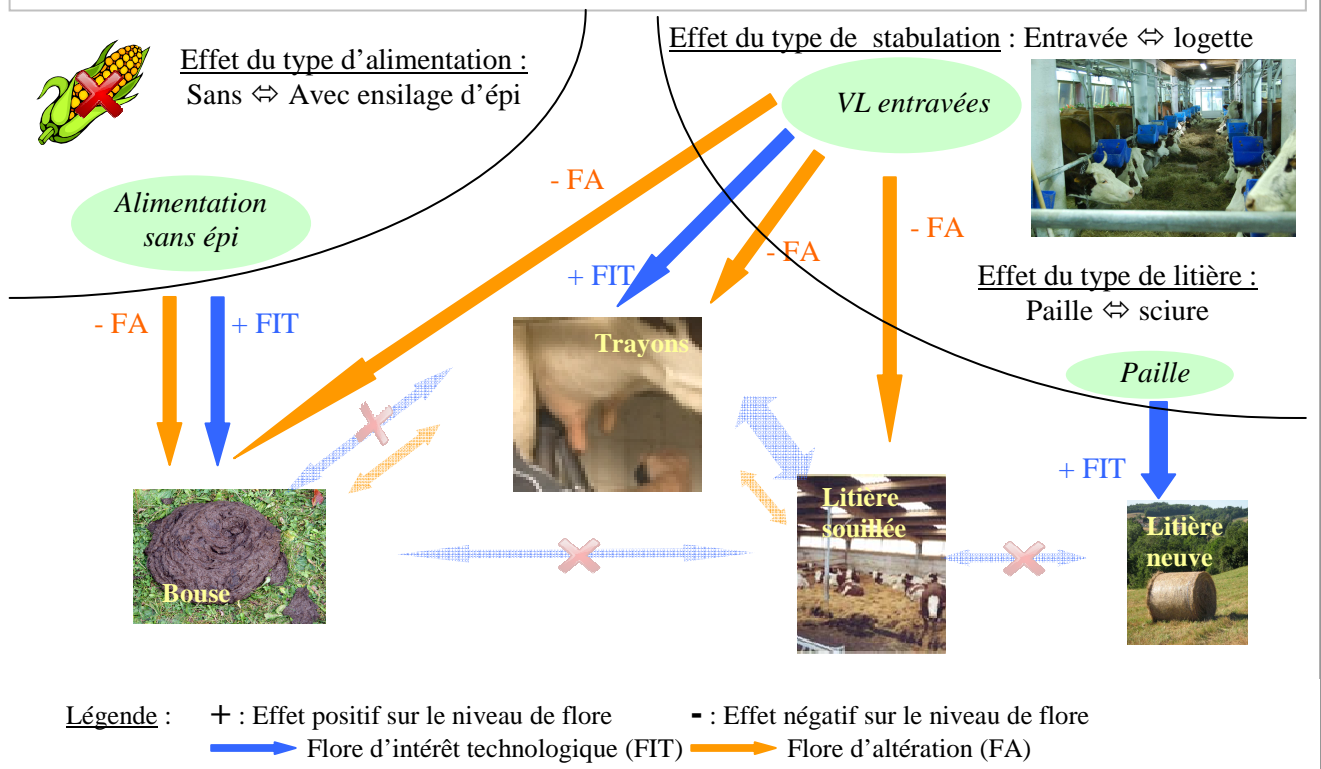 Effet du type d'alimentation :
Sans ⇔ Avec ensilage d'épi
Effet du type de stabulation : Entravée ⇔ logette
VL entravées
Alimentation
sans épi
- FA
- FA
- FA
+ FIT
Effet du type de litière :
Paille ⇔ sciure
- FA
+ FIT
Trayons
Paille
+ FIT
Litière
souillée
Litière
neuve
Bouse
Légende : + : Effet positif sur le niveau de flore - : Effet négatif sur le niveau de flore
Flore d'intérêt technologique (FIT) Flore d'altération (FA)